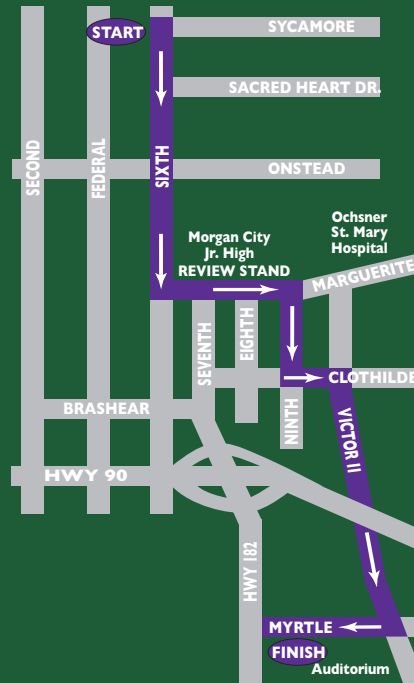 START
SYCAMORE
SACRED HEART DR.
SECOND
FEDERAL
SIXTH
ONSTEAD
Ochsner
St. Mary
Hospital
Morgan City
Jr. High
REVIEW STAND
MARGUERITE
SEVENTH
EIGHTH
CLOTHILDE
BRASHEAR
NINTH
VICTOR II
HWY 90
HWY 182
MYRTLE
FINISH
Auditorium